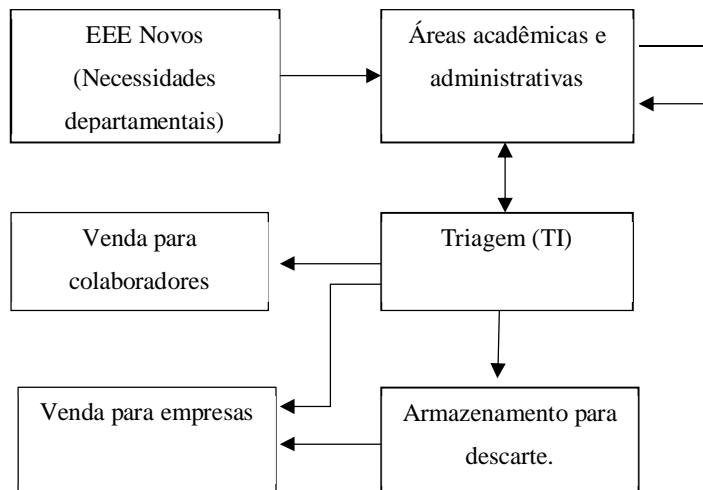 EEE Novos
(Necessidades
departamentais)
Áreas acadêmicas e
administrativas
Venda para
colaboradores
Triagem (TI)
Venda para empresas
Armazenamento para
descarte.